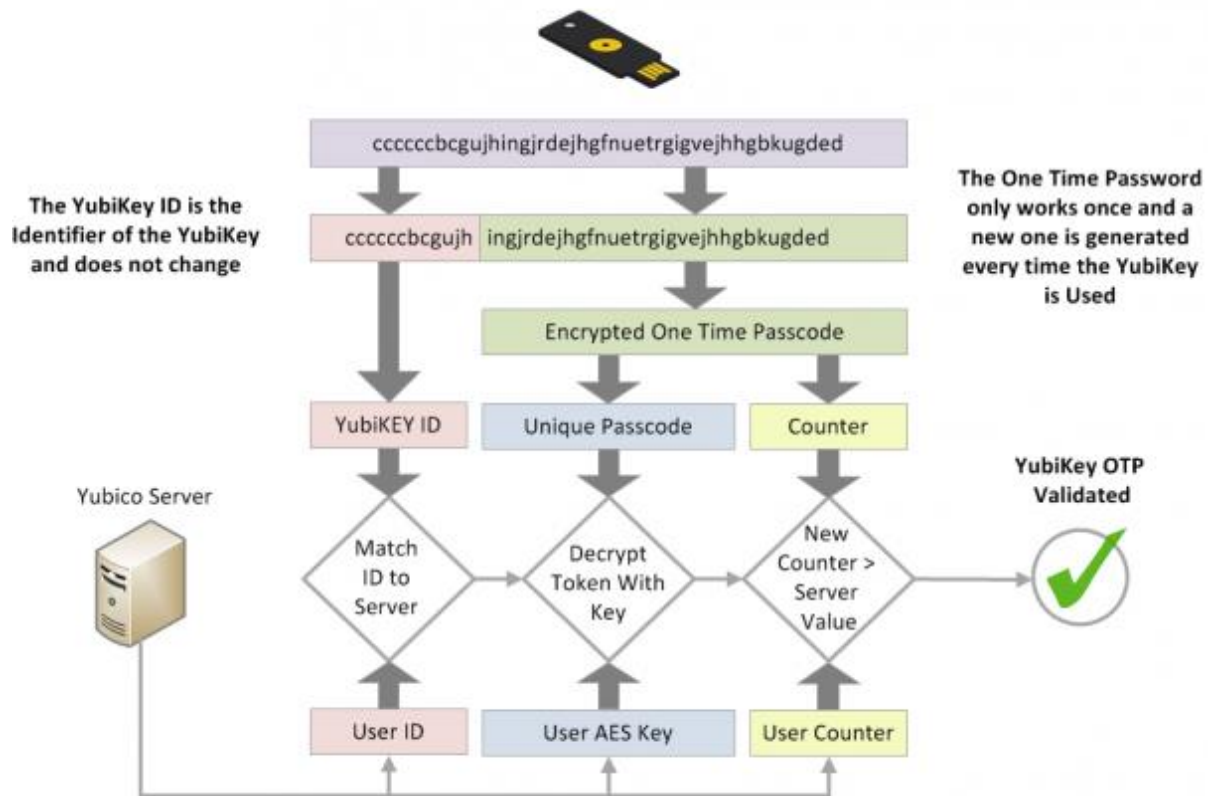 ccccccbcgujhingjrdejhgfnuetrgigvejhhgbkugded
The YubiKey ID is the
Identifier of the YubiKey
and does not change
The One Time Password
only works once and a
new one is generated
every time the YubiKey
is Used
ccccccbcgujh ingjrdejhgfnuetrgigvejhhgbkugded
Encrypted One Time Passcode
YubiKEY ID
Unique Passcode
Counter
Yubico Server
YubiKey OTP
Validated
Match
ID to
Server
Decrypt
Token With
Key
New
Counter >
Server
Value
User ID
User AES Key
User Counter